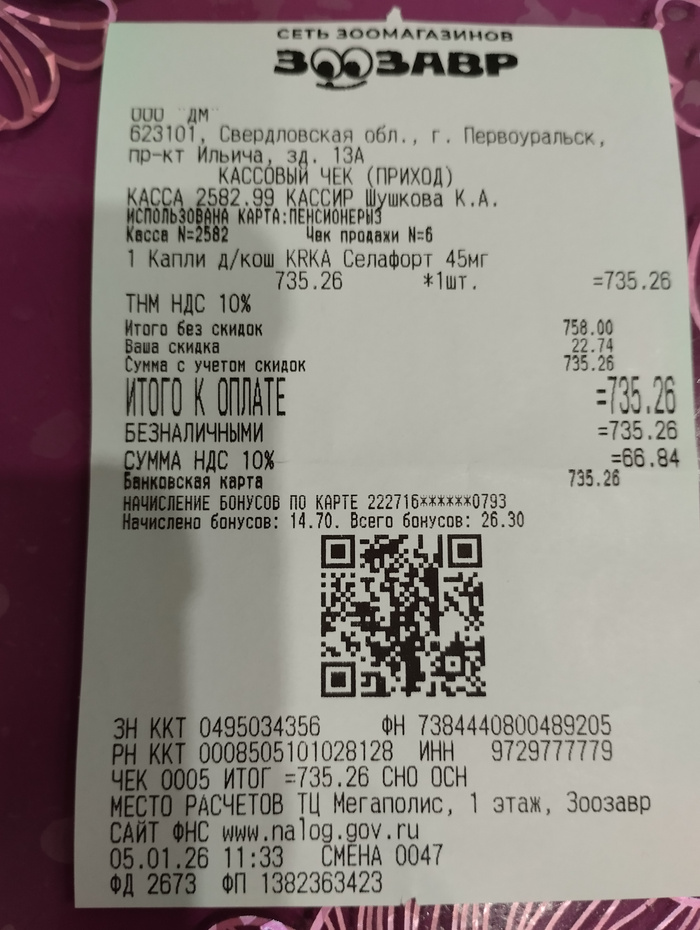 СЕТЬ ЗООМАГАЗИНОВ
ЗООЗАВР
ООО "ДМ"
623101, Свердловская обл., г. Первоуральск,
пр-кт Ильича, зд. 13А
КАССОВЫЙ ЧЕК (ПРИХОД)
КАССА 2582.99 КАССИР Шушкова К.А.
ИСПОЛЬЗОВАНА КАРТА:ПЕНСИОНЕРЫЗ
Касса N=2582 Чек продажи N=6
1 Капли д/кош KRKA Селафорт 45мг
735.26 *1шт. =735.26
ТНМ НДС 10%
Итого без скидок 758.00
Ваша скидка 22.74
Сумма с учетом скидок 735.26
ИТОГО К ОПЛАТЕ =735.26
БЕЗНАЛИЧНЫМИ =735.26
СУММА НДС 10% =66.84
Банковская карта 735.26
НАЧИСЛЕНИЕ БОНУСОВ ПО КАРТЕ 222716******0793
Начислено бонусов: 14.70. Всего бонусов: 26.30
ЗН ККТ 0495034356 ФН 7384440800489205
РН ККТ 0008505101028128 ИНН 9729777779
ЧЕК 0005 ИТОГ =735.26 СНО ОСН
МЕСТО РАСЧЕТОВ ТЦ Мегаполис, 1 этаж, Зоозавр
САЙТ ФНС www.nalog.gov.ru
05.01.26 11:33 СМЕНА 0047
ФД 2673 ФП 1382363423